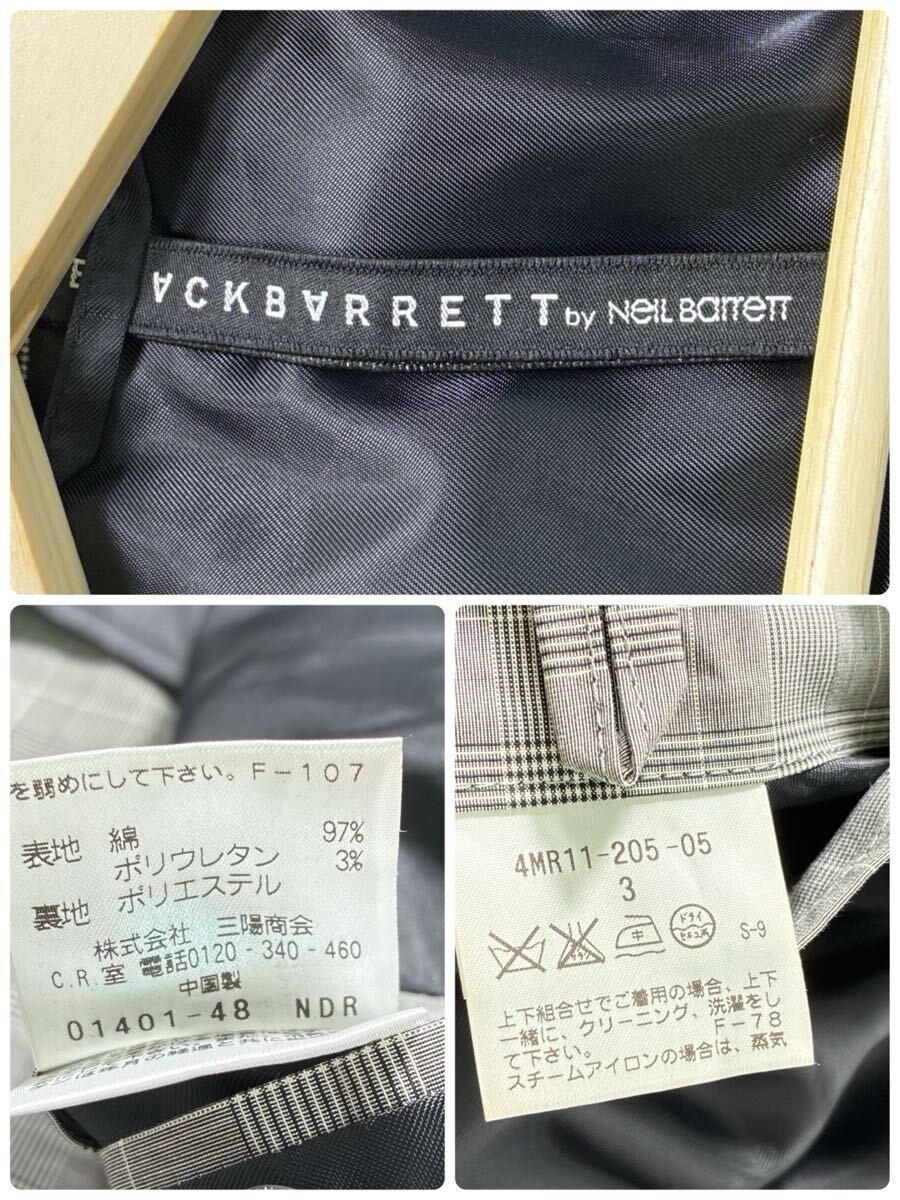 ACKBARRETT by Neil Barrett
を弱めにして下さい。F-107
表地 綿 97%
ポリウレタン 3%
裏地 ポリエステル
株式会社 三陽商会
C.R.室 電話0120-340-460
中国製
01401-48 NDR
4MR11-205-05
3
中 ドライ セキユ系 S-9
上下組合せでご着用の場合、上下
一緒に、クリーニング、洗濯をし
て下さい。 F-78
スチームアイロンの場合は、蒸気